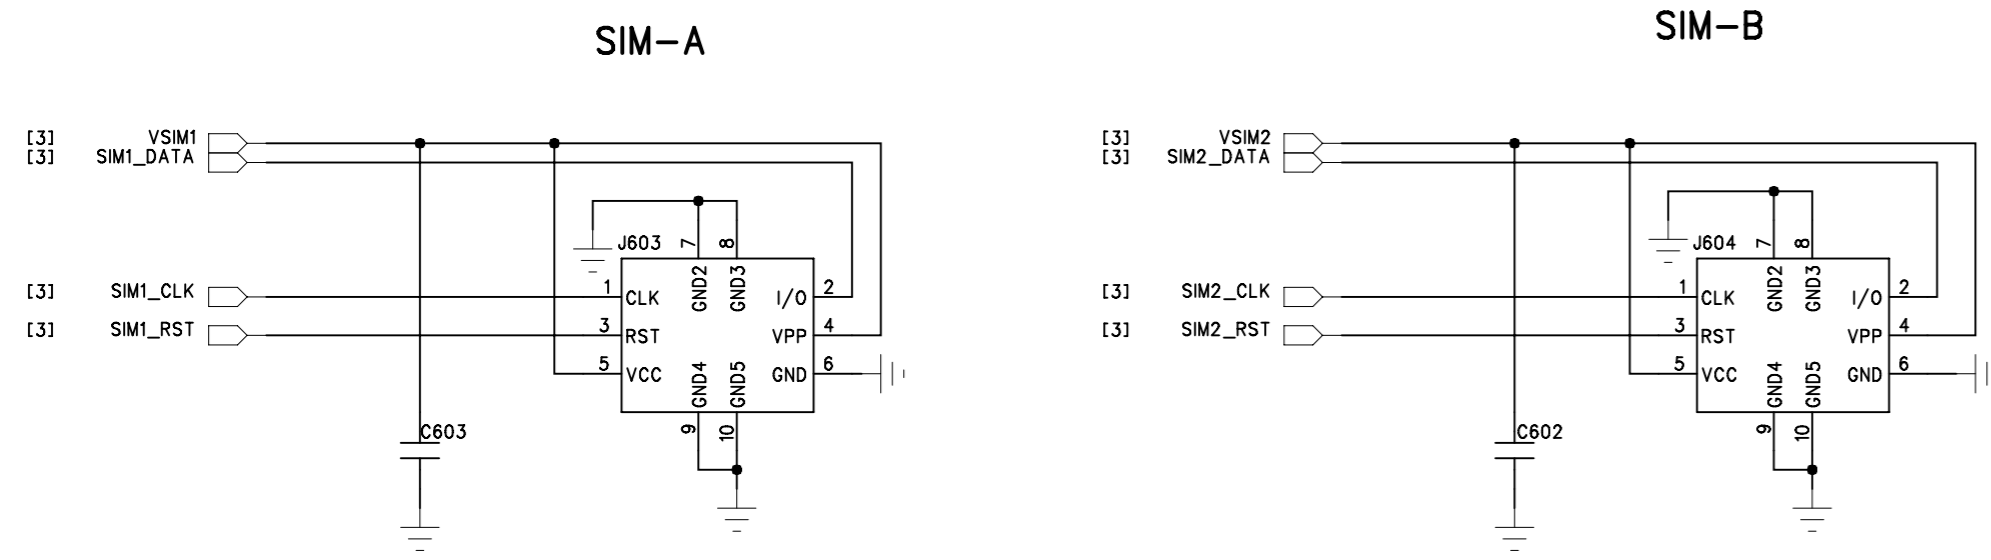 SIM-A
[3] VSIM1
[3] SIM1_DATA
J603
7
8
GND2
GND3
[3] SIM1_CLK
1
CLK
I/O
2
[3] SIM1_RST
3
RST
VPP
4
5
VCC
GND
6
GND4
GND5
9
10
C603
SIM-B
[3] VSIM2
[3] SIM2_DATA
J604
7
8
GND2
GND3
[3] SIM2_CLK
1
CLK
I/O
2
[3] SIM2_RST
3
RST
VPP
4
5
VCC
GND
6
GND4
GND5
9
10
C602